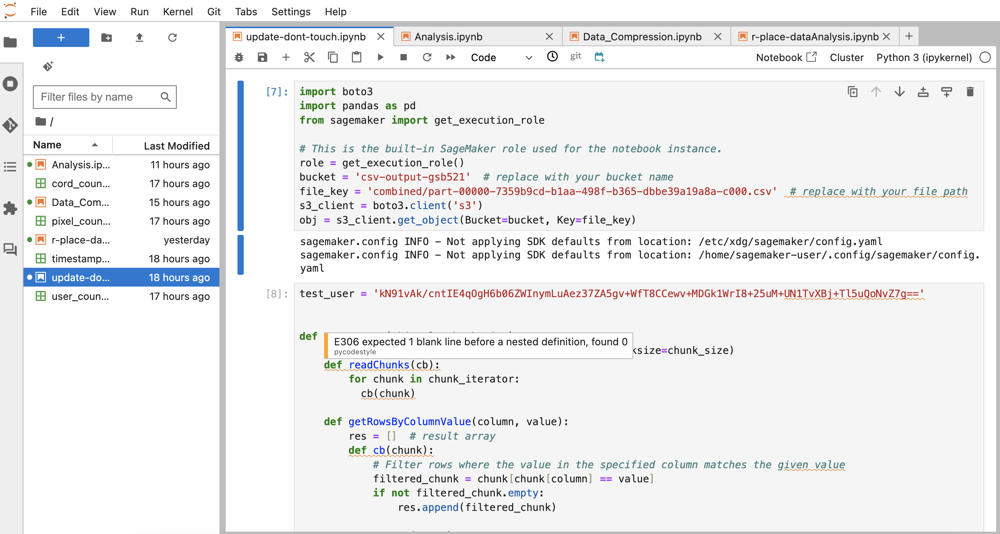 File Edit View Run Kernel Git Tabs Settings Help
update-dont-touch.ipynb
Analysis.ipynb
Data_Compression.ipynb
r-place-dataAnalysis.ipynb
Code
git
Notebook
Cluster
Python 3 (ipykernel)
Filter files by name
/
Name Last Modified
Analysis.ip... 11 hours ago
cord_coun... 17 hours ago
Data_Com... 15 hours ago
pixel_coun... 17 hours ago
r-place-da... yesterday
timestamp... 18 hours ago
update-do... 18 hours ago
user_coun... 17 hours ago
[7]:
import boto3
import pandas as pd
from sagemaker import get_execution_role
# This is the built-in SageMaker role used for the notebook instance.
role = get_execution_role()
bucket = 'csv-output-gsb521'  # replace with your bucket name
file_key = 'combined/part-00000-7359b9cd-b1aa-498f-b365-dbbe39a19a8a-c000.csv'  # replace with your file path
s3_client = boto3.client('s3')
obj = s3_client.get_object(Bucket=bucket, Key=file_key)
sagemaker.config INFO - Not applying SDK defaults from location: /etc/xdg/sagemaker/config.yaml
sagemaker.config INFO - Not applying SDK defaults from location: /home/sagemaker-user/.config/sagemaker/config.
yaml
[8]:
test_user = 'kN91vAk/cntIE4qOgH6b06ZWInymLuAez37ZA5gv+WfT8CCewv+MDGk1WrI8+25uM+UN1TvXBj+Tl5uQoNvZ7g=='
def
E306 expected 1 blank line before a nested definition, found 0
pycodestyle
ksize=chunk_size)
def readChunks(cb):
for chunk in chunk_iterator:
cb(chunk)
def getRowsByColumnValue(column, value):
res = []  # result array
def cb(chunk):
# Filter rows where the value in the specified column matches the given value
filtered_chunk = chunk[chunk[column] == value]
if not filtered_chunk.empty:
res.append(filtered_chunk)